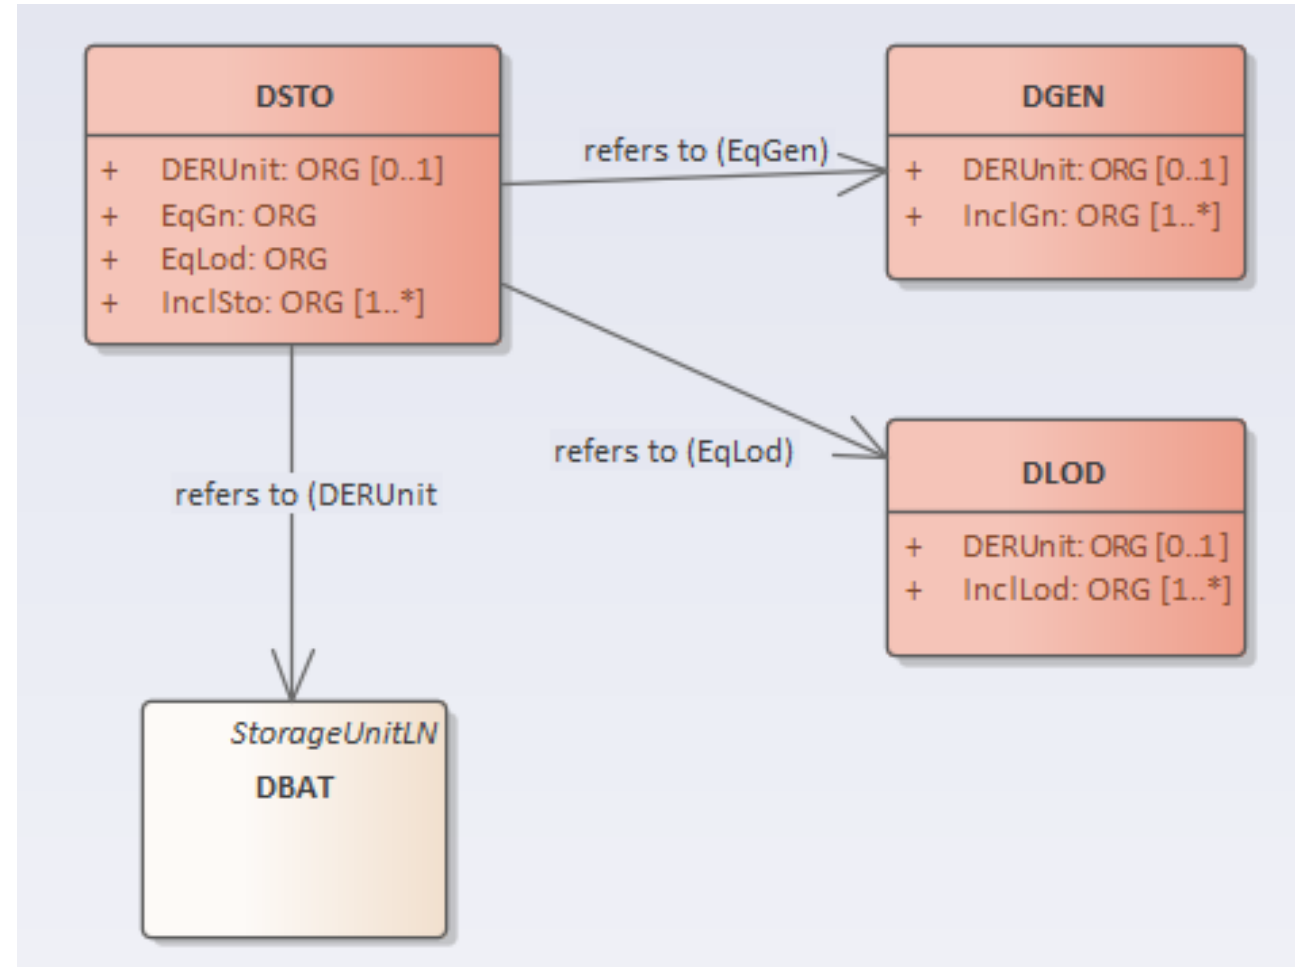 DSTO
+ DERUnit: ORG [0..1]
+ EqGn: ORG
+ EqLod: ORG
+ InclSto: ORG [1..*]
refers to (EqGen)
DGEN
+ DERUnit: ORG [0..1]
+ InclGn: ORG [1..*]
refers to (EqLod)
DLOD
+ DERUnit: ORG [0..1]
+ InclLod: ORG [1..*]
refers to (DERUnit
StorageUnitLN
DBAT